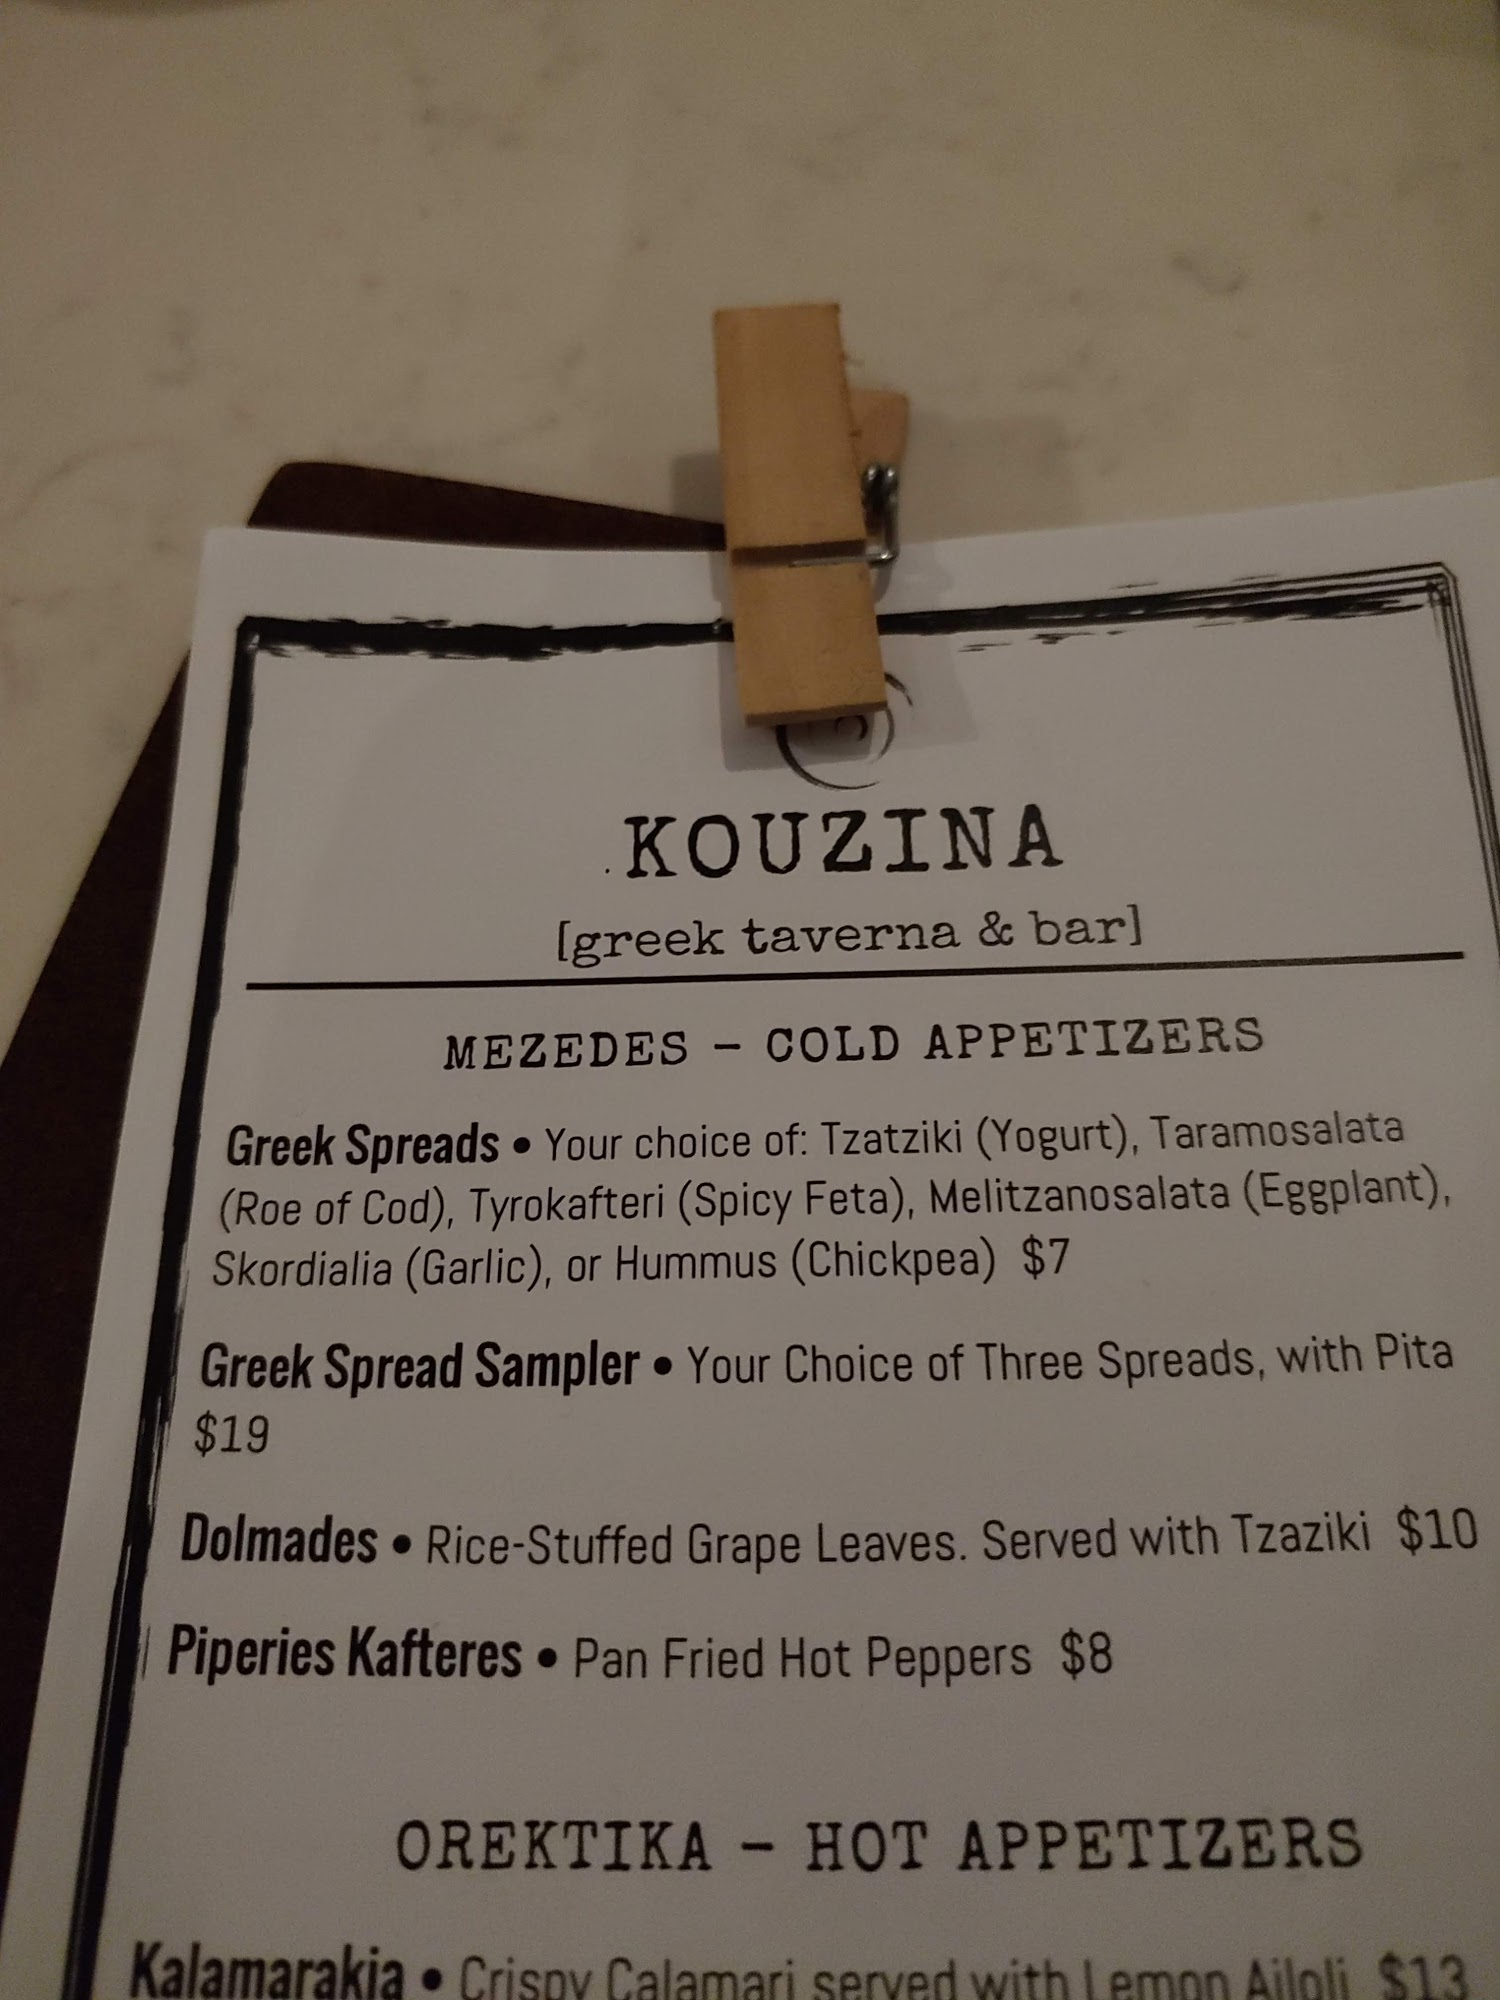 KOUZINA
[greek taverna & bar]
MEZEDES – COLD APPETIZERS
Greek Spreads • Your choice of: Tzatziki (Yogurt), Taramosalata
(Roe of Cod), Tyrokafteri (Spicy Feta), Melitzanosalata (Eggplant),
Skordialia (Garlic), or Hummus (Chickpea) $7
Greek Spread Sampler • Your Choice of Three Spreads, with Pita
$19
Dolmades • Rice-Stuffed Grape Leaves. Served with Tzaziki $10
Piperies Kafteres • Pan Fried Hot Peppers $8
OREKTIKA – HOT APPETIZERS
Kalamarakia • Crispy Calamari served with Lemon Ailoli $13